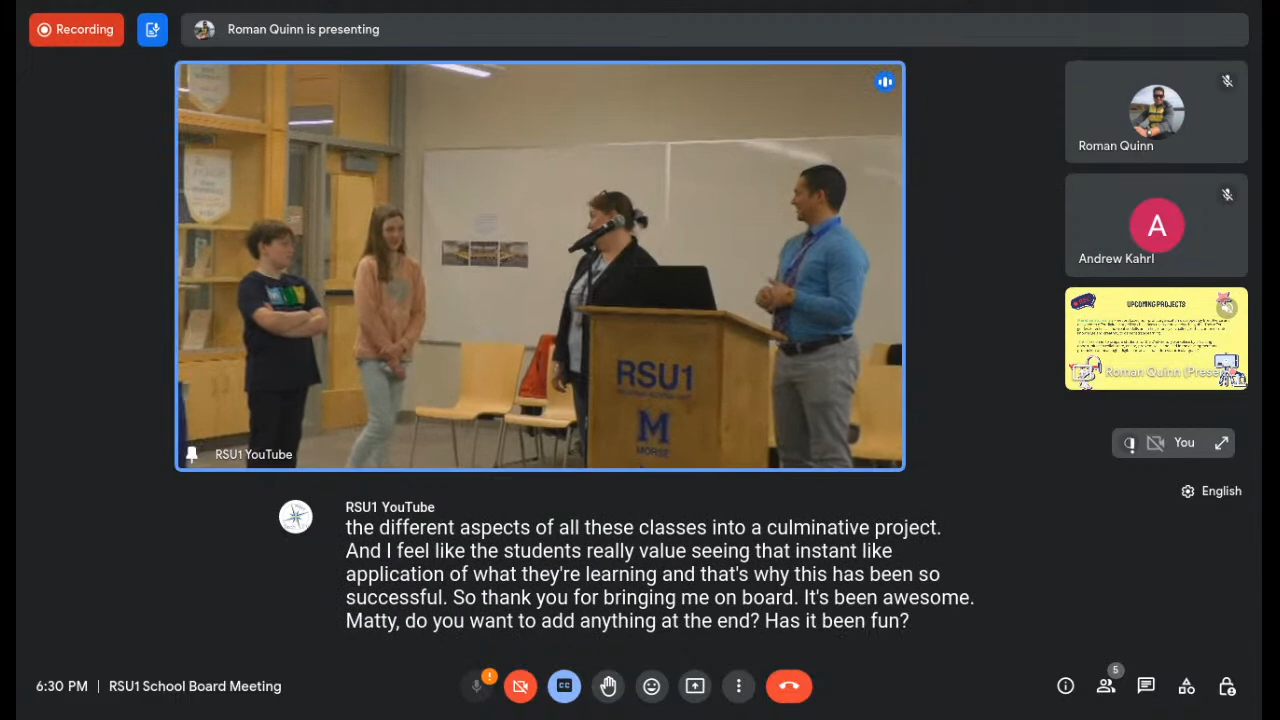 Recording
Roman Quinn is presenting
RSU1
M
MORSE
RSU1 YouTube
Roman Quinn
A
Andrew Kahrl
UPCOMING PROJECTS
You
English
RSU1 YouTube
the different aspects of all these classes into a culminative project.
And I feel like the students really value seeing that instant like
application of what they're learning and that's why this has been so
successful. So thank you for bringing me on board. It's been awesome.
Matty, do you want to add anything at the end? Has it been fun?
6:30 PM | RSU1 School Board Meeting
!
CC
5